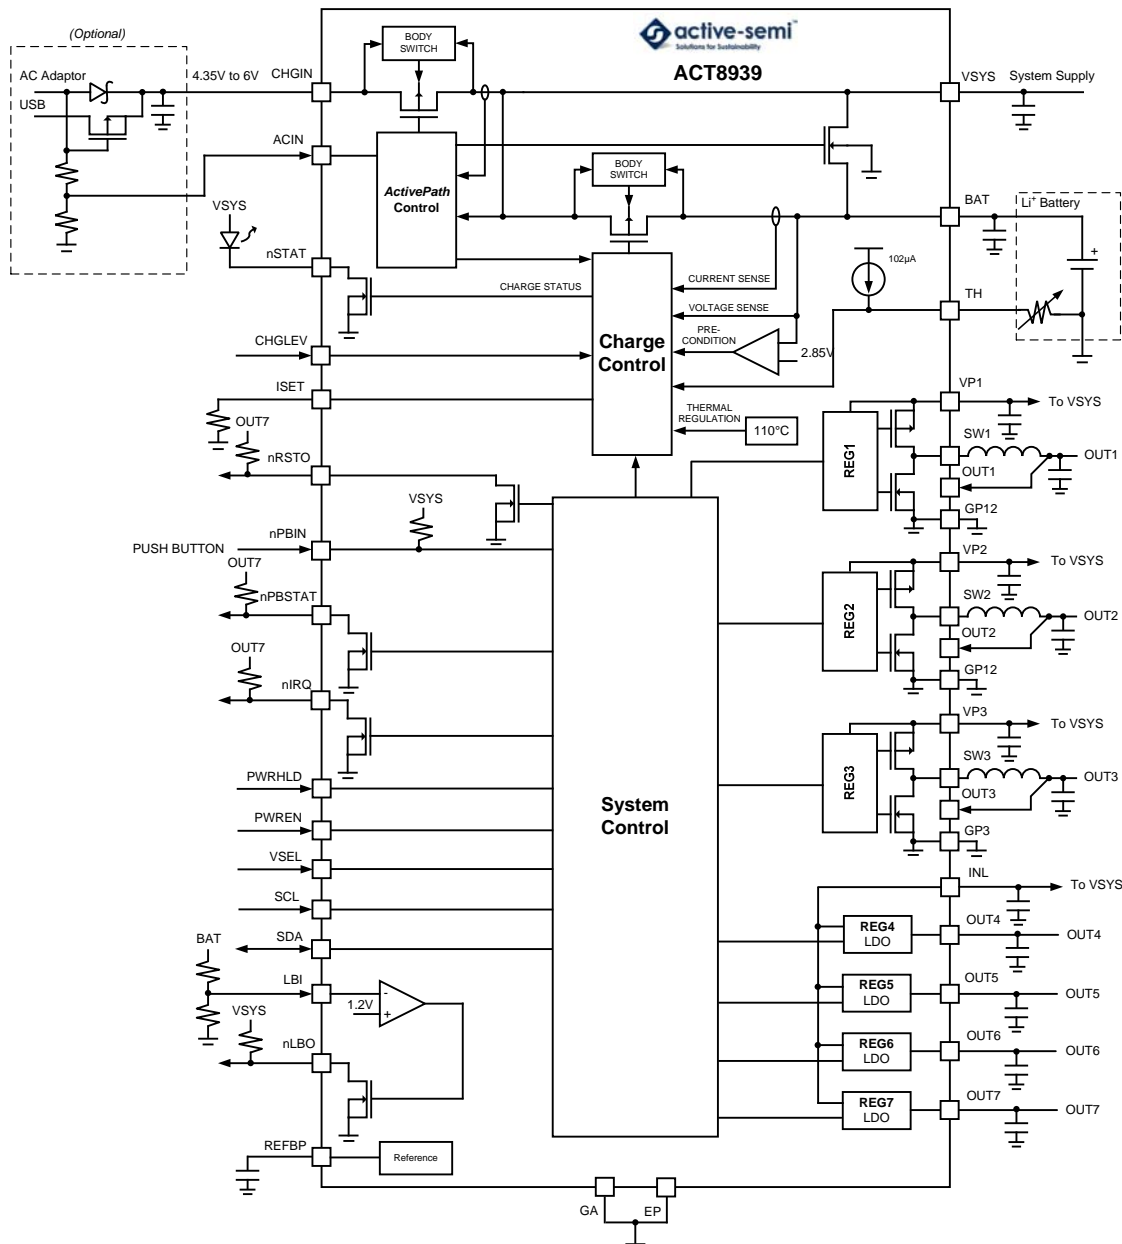 (Optional)
AC Adaptor
USB
4.35V to 6V
CHGIN
ACIN
VSYS
nSTAT
CHGLEV
ISET
OUT7
nRSTO
nPBIN
PUSH BUTTON
OUT7
nPBSTAT
OUT7
nIRQ
PWRHLD
PWREN
VSEL
SCL
SDA
BAT
LBI
VSYS
nLBO
REFBP
active-semi™
Solutions for Sustainability
ACT8939
BODY
SWITCH
ActivePath
Control
BODY
SWITCH
CHARGE STATUS
Charge
Control
CURRENT SENSE
VOLTAGE SENSE
PRE-
CONDITION
2.85V
102µA
THERMAL
REGULATION
110°C
VSYS
System
Control
1.2V
-
+
Reference
REG1
REG2
REG3
REG4
LDO
REG5
LDO
REG6
LDO
REG7
LDO
VSYS
System Supply
BAT
Li+ Battery
+
TH
VP1
To VSYS
SW1
OUT1
OUT1
GP12
VP2
To VSYS
SW2
OUT2
OUT2
GP12
VP3
To VSYS
SW3
OUT3
OUT3
GP3
INL
To VSYS
OUT4
OUT4
OUT5
OUT5
OUT6
OUT6
OUT7
OUT7
GA
EP